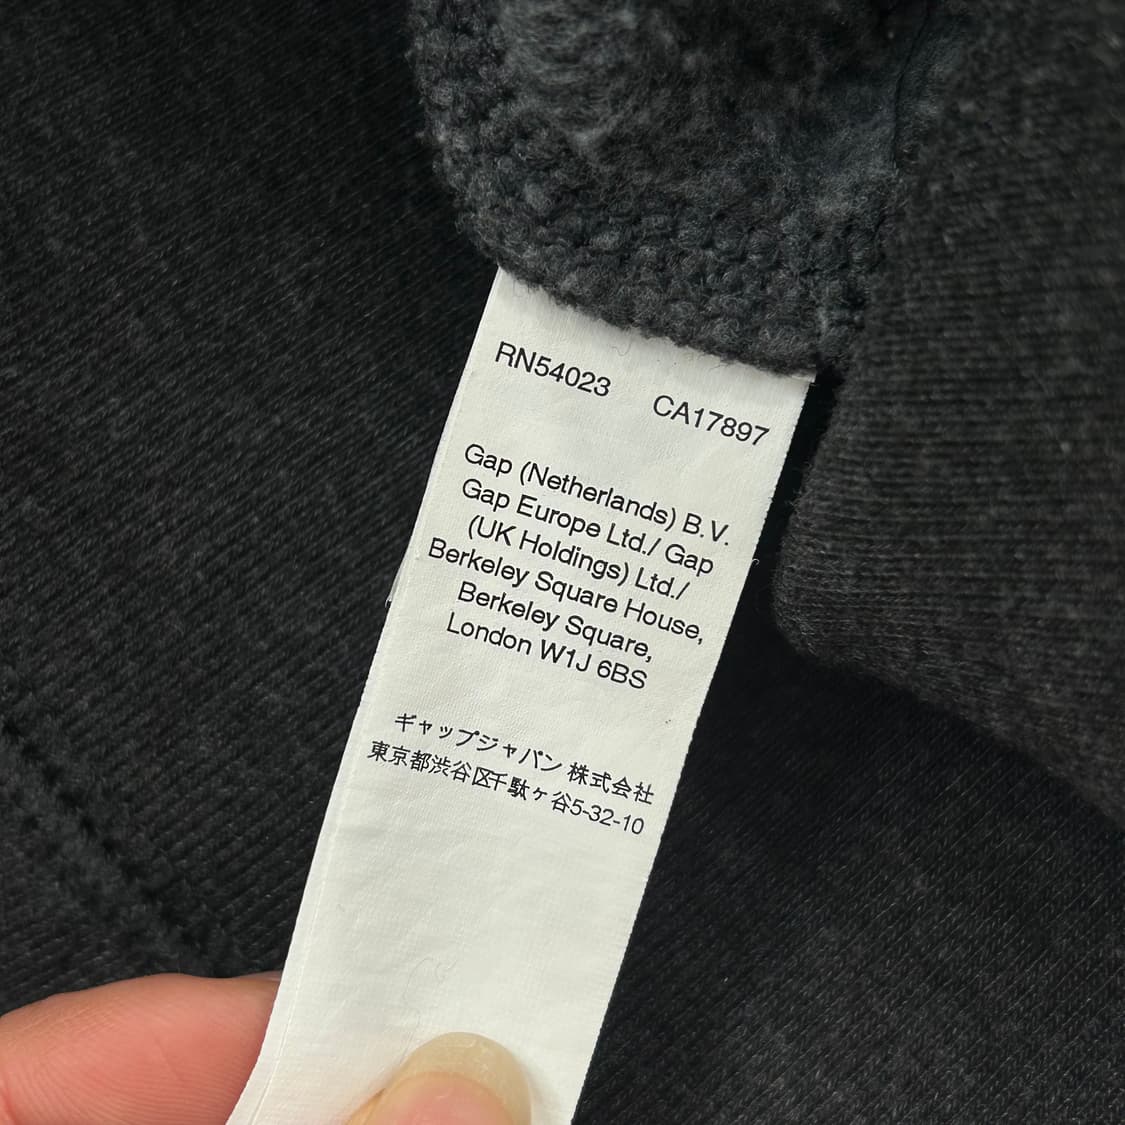 RN54023 CA17897
Gap (Netherlands) B.V.
Gap Europe Ltd./ Gap
(UK Holdings) Ltd./
Berkeley Square House,
Berkeley Square,
London W1J 6BS
ギャップジャパン 株式会社
東京都渋谷区千駄ヶ谷5-32-10